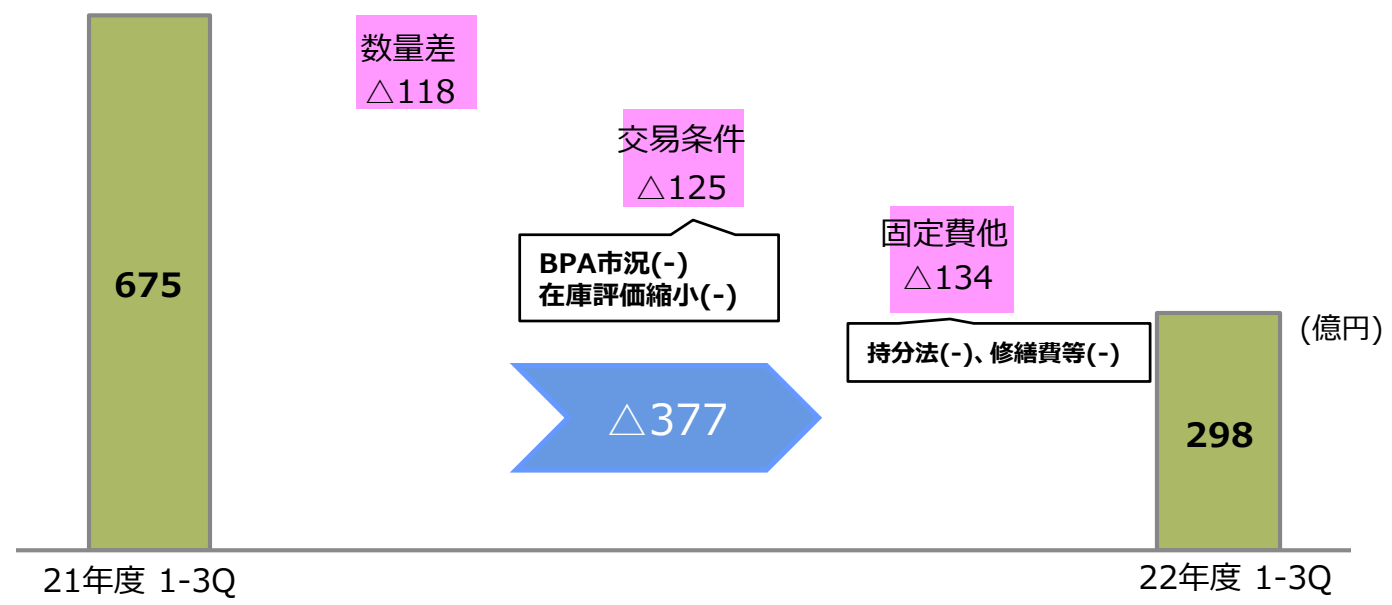 数量差
△118
交易条件
△125
BPA市況(-)
在庫評価縮小(-)
固定費他
△134
持分法(-)、修繕費等(-)
675
△377
298
(億円)
21年度 1-3Q
22年度 1-3Q